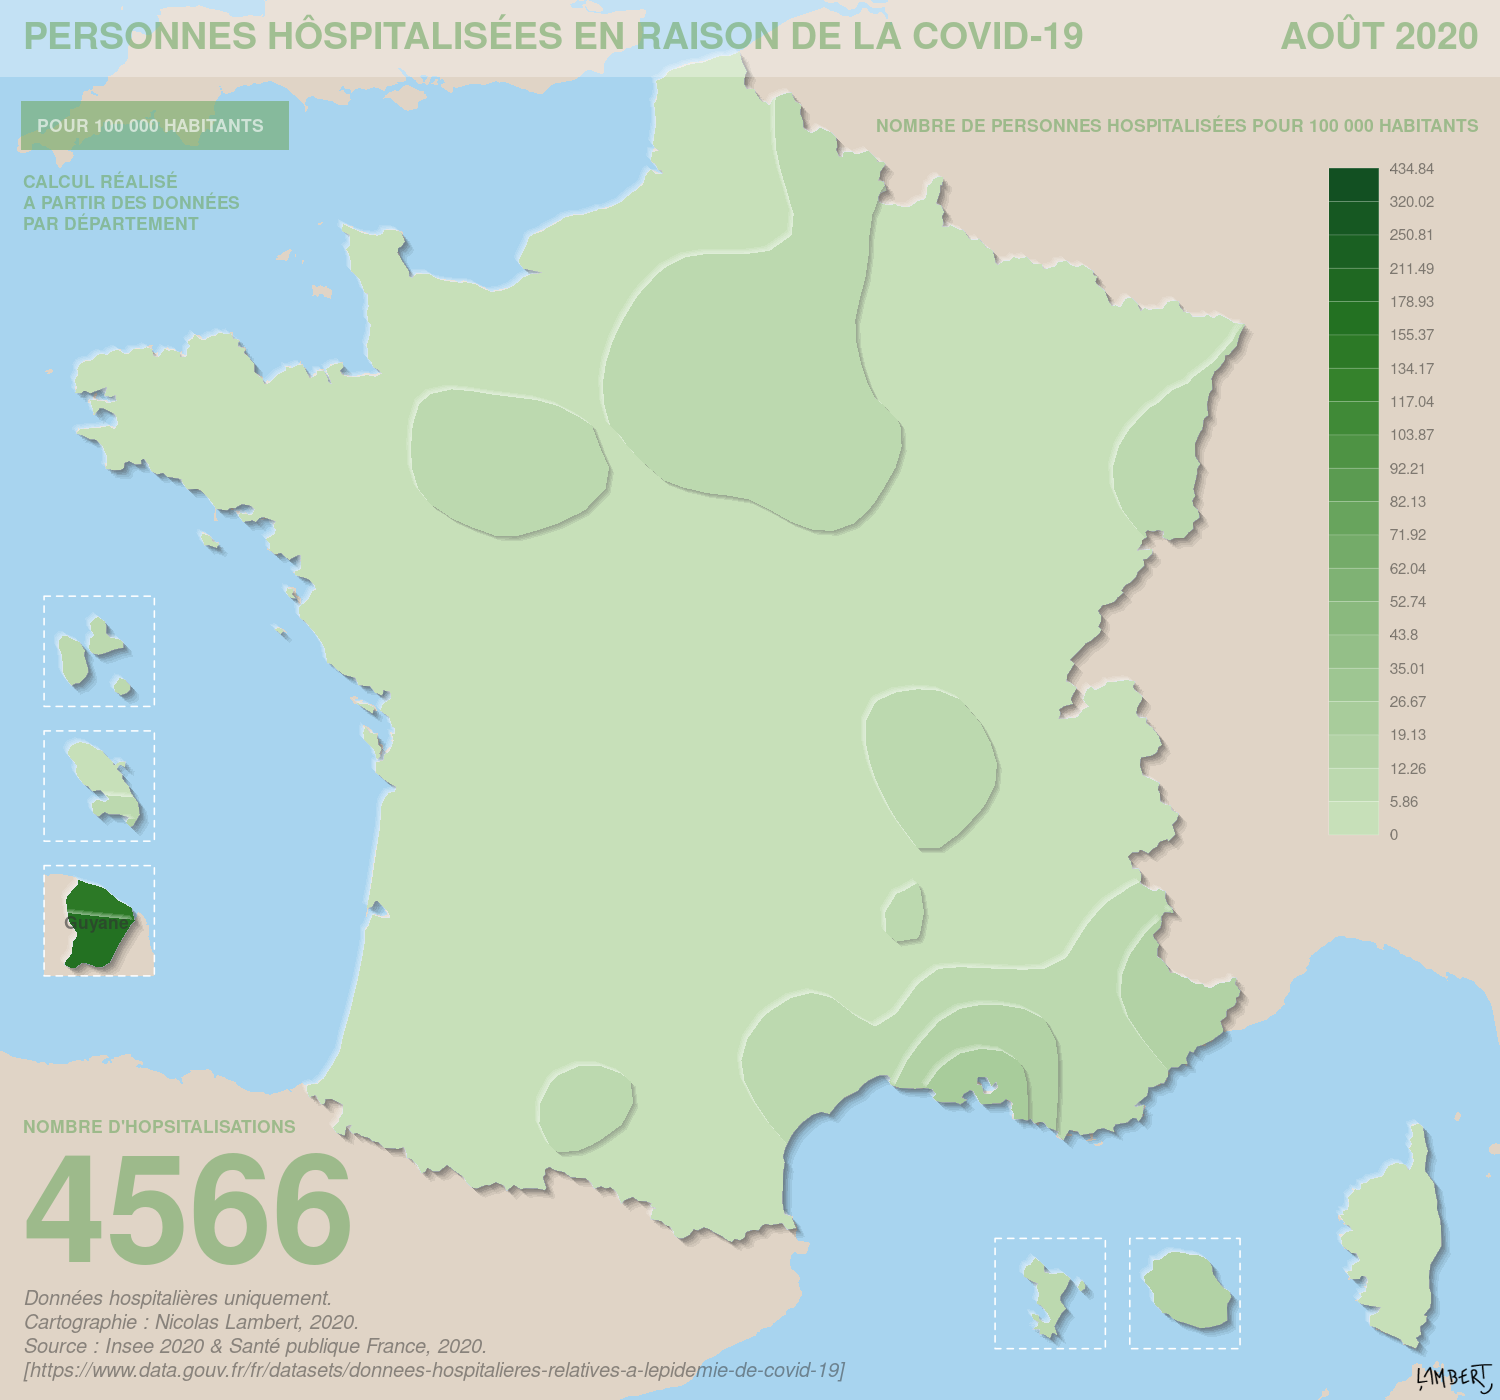 PERSONNES HÔSPITALISÉES EN RAISON DE LA COVID-19
AOÛT 2020
POUR 100 000 HABITANTS
CALCUL RÉALISÉ
A PARTIR DES DONNÉES
PAR DÉPARTEMENT
NOMBRE DE PERSONNES HOSPITALISÉES POUR 100 000 HABITANTS
434.84
320.02
250.81
211.49
178.93
155.37
134.17
117.04
103.87
92.21
82.13
71.92
62.04
52.74
43.8
35.01
26.67
19.13
12.26
5.86
0
Guyane
NOMBRE D'HOPSITALISATIONS
4566
Données hospitalières uniquement.
Cartographie : Nicolas Lambert, 2020.
Source : Insee 2020 & Santé publique France, 2020.
[https://www.data.gouv.fr/fr/datasets/donnees-hospitalieres-relatives-a-lepidemie-de-covid-19]
LAMBERT